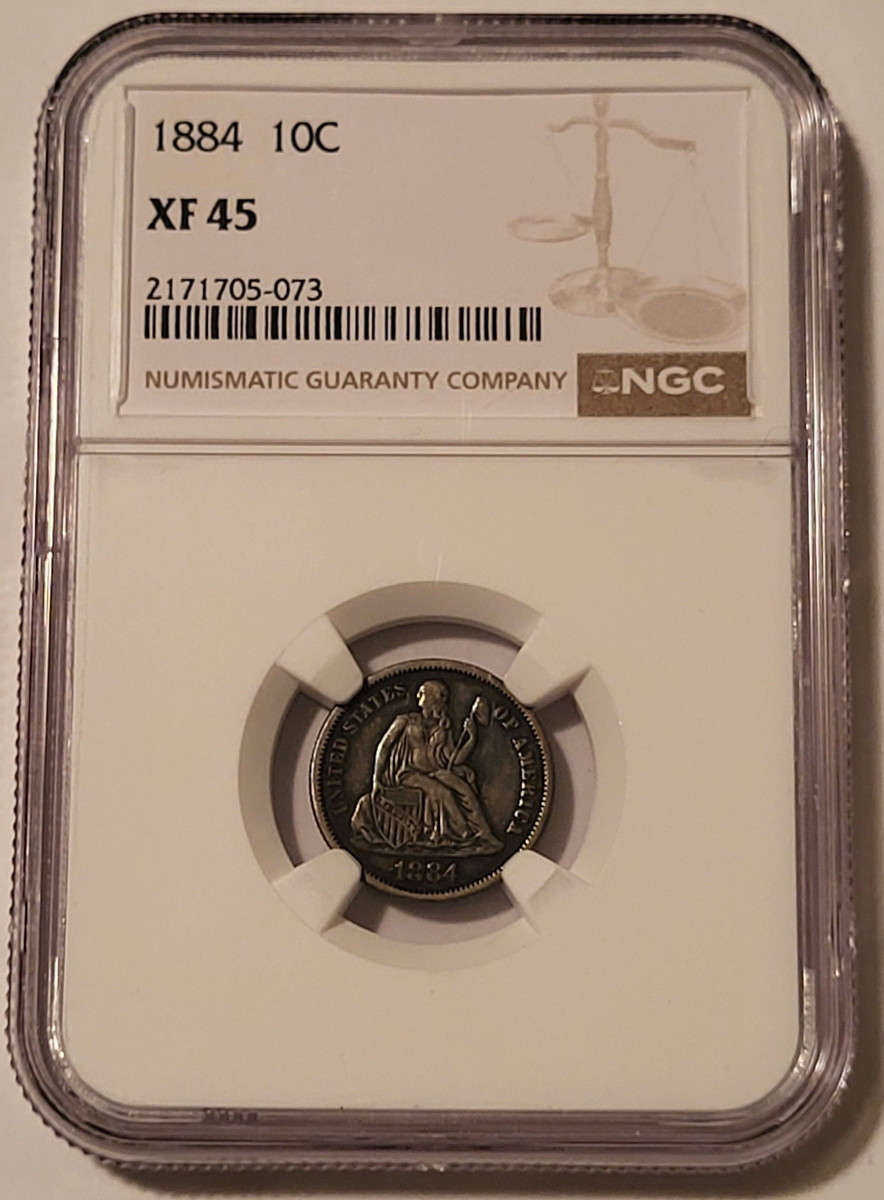 1884 10C
XF 45
2171705-073
NUMISMATIC GUARANTY COMPANY NGC
UNITED STATES OF AMERICA
1884